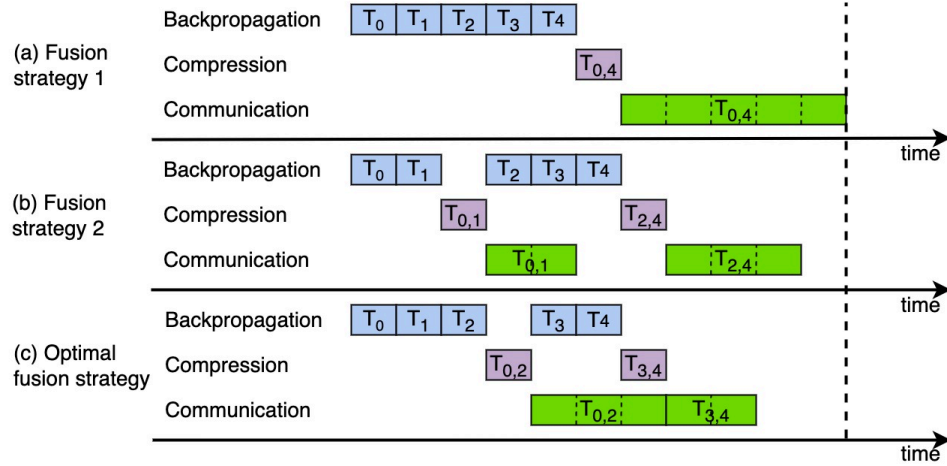 Backpropagation T0 T1 T2 T3 T4
(a) Fusion
strategy 1
Compression T0,4
Communication T0,4
time
Backpropagation T0 T1 T2 T3 T4
(b) Fusion
strategy 2
Compression T0,1 T2,4
Communication T0,1 T2,4
time
Backpropagation T0 T1 T2 T3 T4
(c) Optimal
fusion strategy
Compression T0,2 T3,4
Communication T0,2 T3,4
time